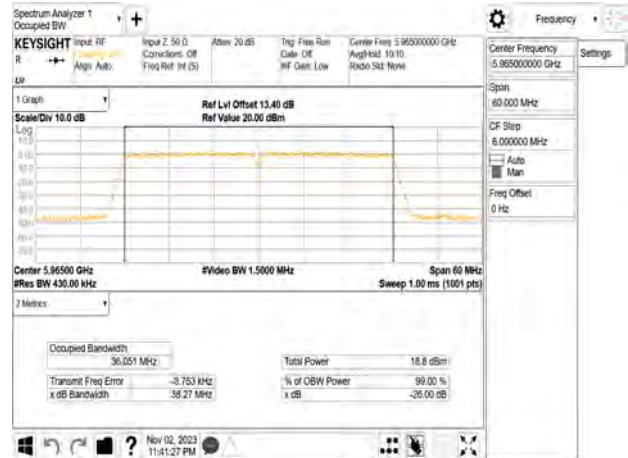 Spectrum Analyzer 1
Occupied BW
Frequency
KEYSIGHT Input: RF
R
Align: Auto
Input Z: 50 Ω
Corrections: Off
Freq Ref: Int (S)
Atten: 20 dB
Trig: Free Run
Gate: Off
#IF Gain: Low
Center Freq: 5.965000000 GHz
Avg|Hold: 10/10
Radio Std: None
Center Frequency
5.965000000 GHz
Settings
Span
60.000 MHz
CF Step
6.000000 MHz
Auto
Man
Freq Offset
0 Hz
1 Graph
Scale/Div 10.0 dB
Ref Lvl Offset 13.40 dB
Ref Value 20.00 dBm
Log
Center 5.96500 GHz
#Res BW 430.00 kHz
#Video BW 1.5000 MHz
Span 60 MHz
Sweep 1.00 ms (1001 pts)
2 Metrics
Occupied Bandwidth
36.051 MHz
Total Power 18.8 dBm
Transmit Freq Error -8.753 kHz
% of OBW Power 99.00 %
x dB Bandwidth 38.27 MHz
x dB -26.00 dB
?
Nov 02, 2023
11:41:27 PM